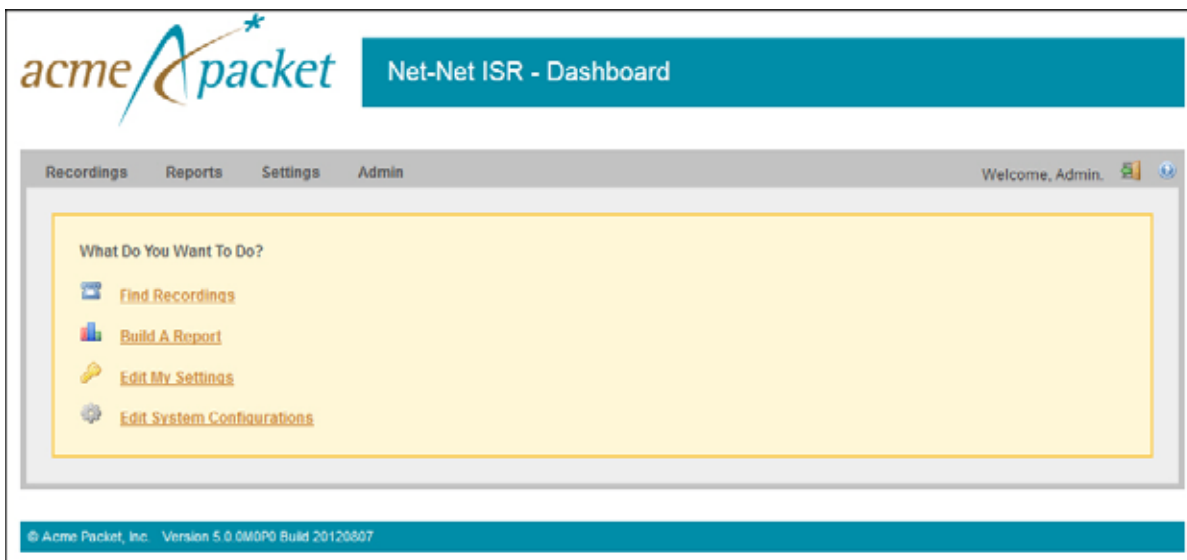 acme packet
Net-Net ISR - Dashboard
Recordings Reports Settings Admin Welcome, Admin.
What Do You Want To Do?
Find Recordings
Build A Report
Edit My Settings
Edit System Configurations
© Acme Packet, Inc. Version 5.0.0M0P0 Build 20120807